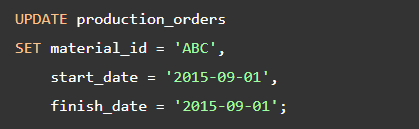 UPDATE production_orders
SET material_id = 'ABC',
    start_date = '2015-09-01',
    finish_date = '2015-09-01';